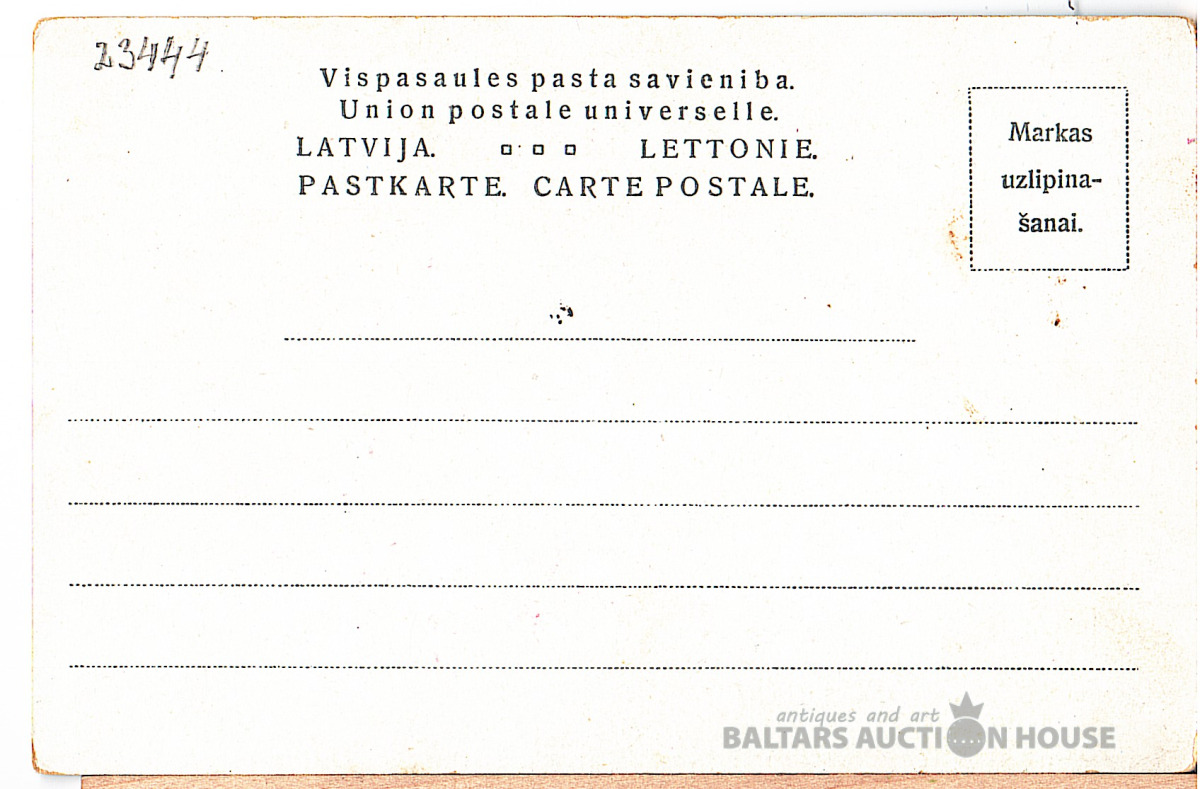 23444
Vispasaules pasta savieniba.
Union postale universelle.
LATVIJA. LETTONIE.
PASTKARTE. CARTE POSTALE.
Markas
uzlipina-
šanai.
antiques and art
BALTARS AUCTION HOUSE